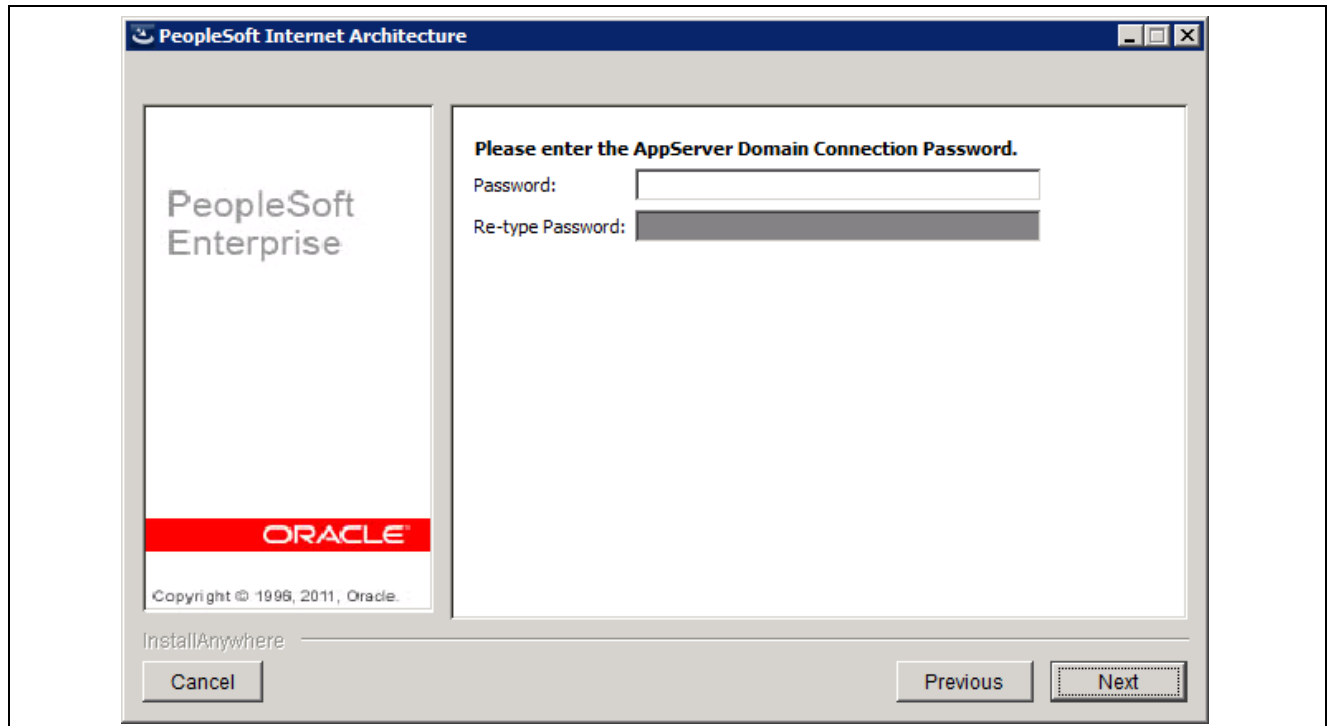 PeopleSoft Internet Architecture
Please enter the AppServer Domain Connection Password.
Password:
Re-type Password:
PeopleSoft
Enterprise
ORACLE
Copyright © 1996, 2011, Oracle.
InstallAnywhere
Cancel
Previous
Next